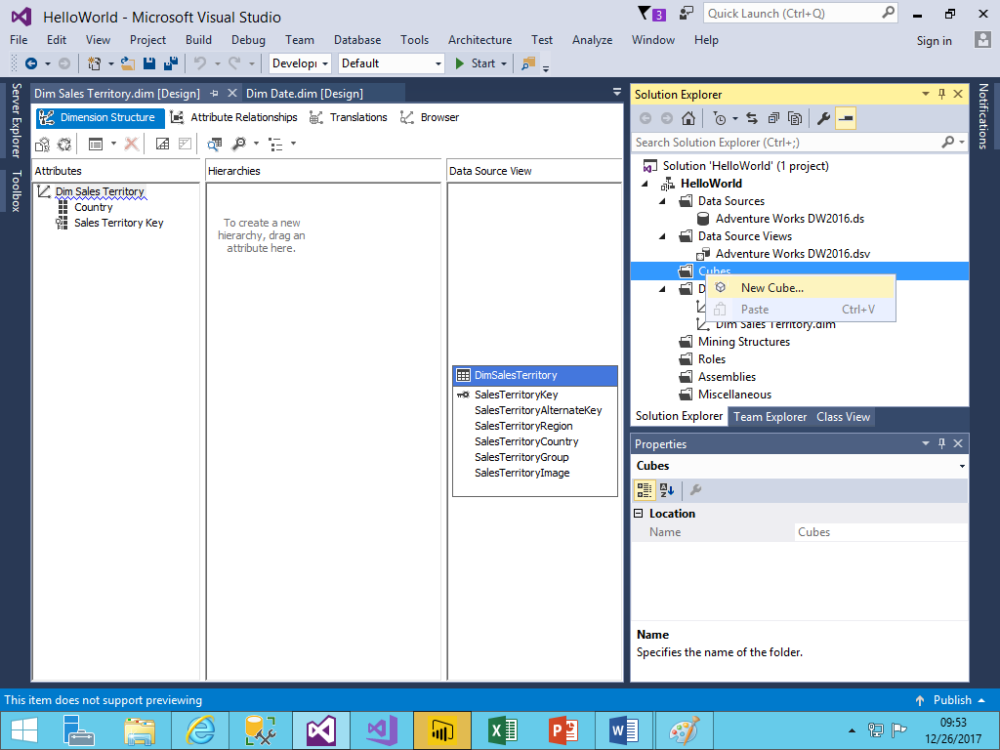 HelloWorld - Microsoft Visual Studio
3
Quick Launch (Ctrl+Q)
File Edit View Project Build Debug Team Database Tools Architecture Test Analyze Window Help
Sign in
Developı Default Start
Server Explorer
Toolbox
Dim Sales Territory.dim [Design] Dim Date.dim [Design]
Dimension Structure Attribute Relationships Translations Browser
Attributes
Dim Sales Territory
Country
Sales Territory Key
Hierarchies
To create a new
hierarchy, drag an
attribute here.
Data Source View
DimSalesTerritory
SalesTerritoryKey
SalesTerritoryAlternateKey
SalesTerritoryRegion
SalesTerritoryCountry
SalesTerritoryGroup
SalesTerritoryImage
Solution Explorer
Search Solution Explorer (Ctrl+;)
Solution 'HelloWorld' (1 project)
HelloWorld
Data Sources
Adventure Works DW2016.ds
Data Source Views
Adventure Works DW2016.dsv
Cubes
New Cube...
D
Paste Ctrl+V
Dim Sales Territory.dim
Mining Structures
Roles
Assemblies
Miscellaneous
Solution Explorer Team Explorer Class View
Properties
Cubes
Location
Name Cubes
Name
Specifies the name of the folder.
Notifications
This item does not support previewing
Publish
09:53
12/26/2017